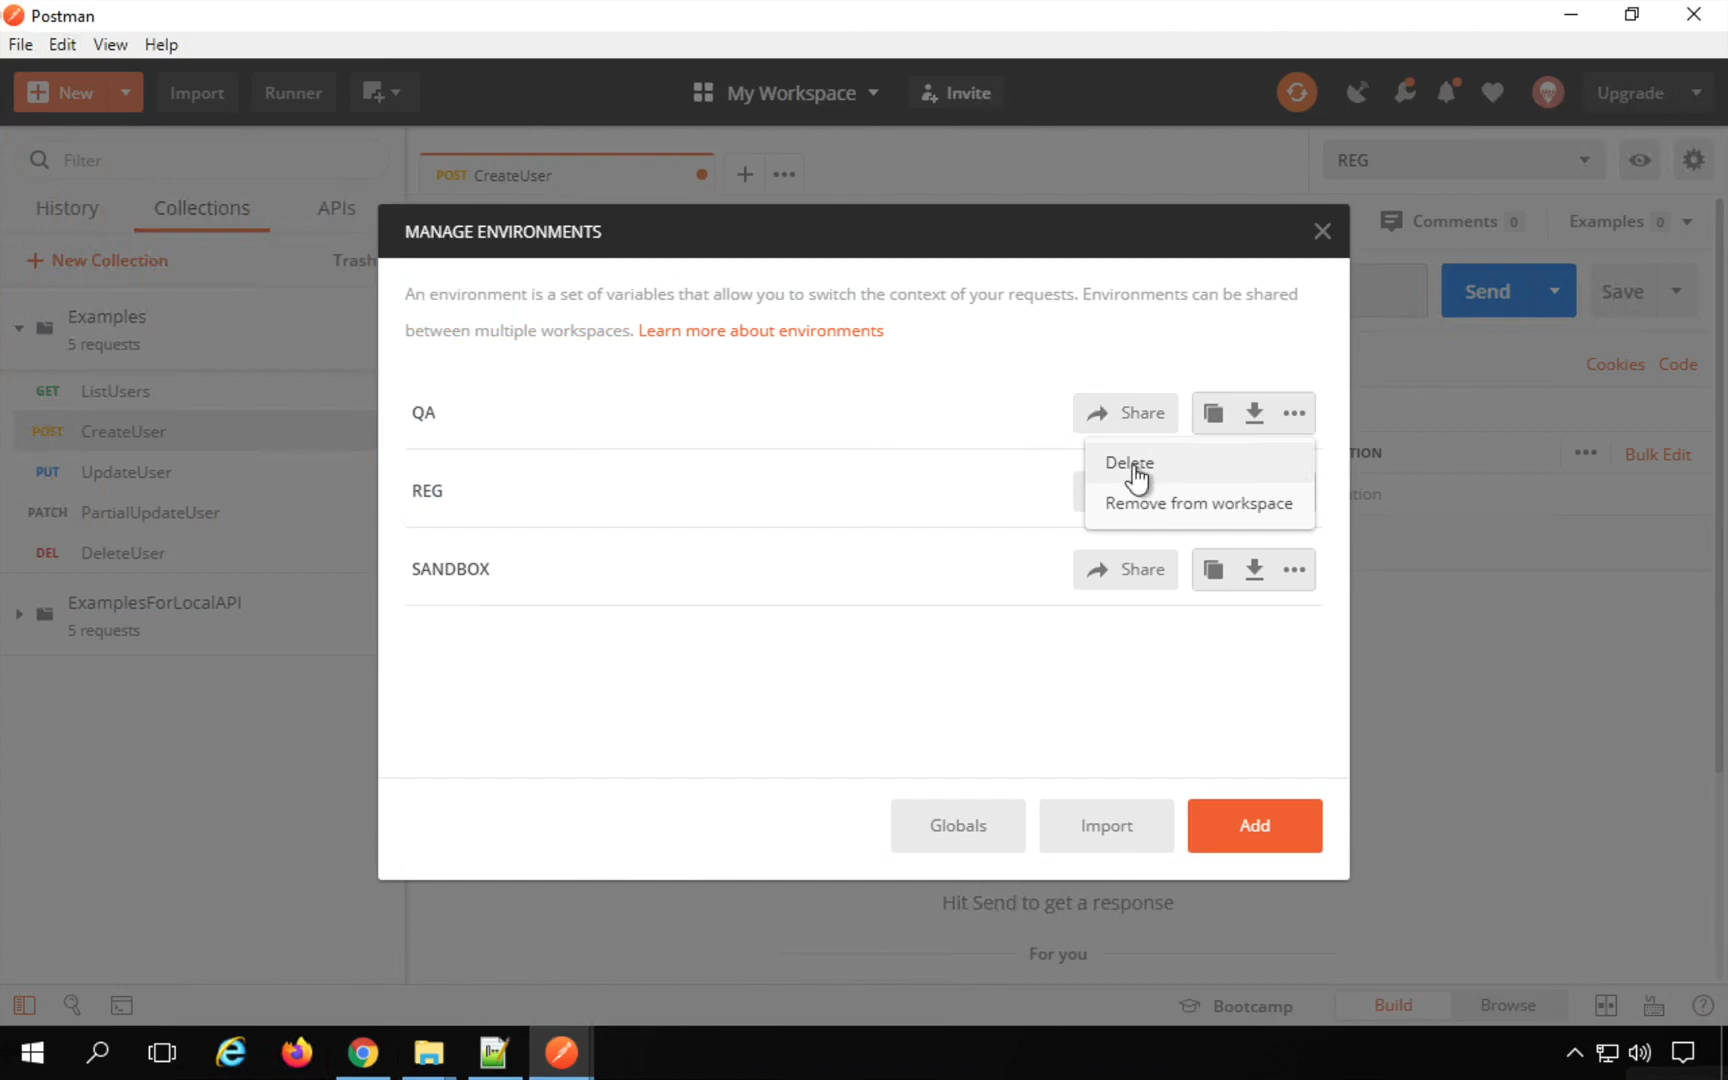 Postman
File Edit View Help
New Import Runner My Workspace Invite Upgrade
Filter
POST CreateUser
REG
History Collections APIs
Comments 0 Examples 0
New Collection Trash
Send Save
Examples
5 requests
Cookies Code
GET ListUsers
POST CreateUser
PUT UpdateUser
PATCH PartialUpdateUser
DEL DeleteUser
ExamplesForLocalAPI
5 requests
MANAGE ENVIRONMENTS
An environment is a set of variables that allow you to switch the context of your requests. Environments can be shared
between multiple workspaces. Learn more about environments
QA Share
Delete
Remove from workspace
REG
SANDBOX Share
TION Bulk Edit
tion
Globals Import Add
Hit Send to get a response
For you
Bootcamp Build Browse